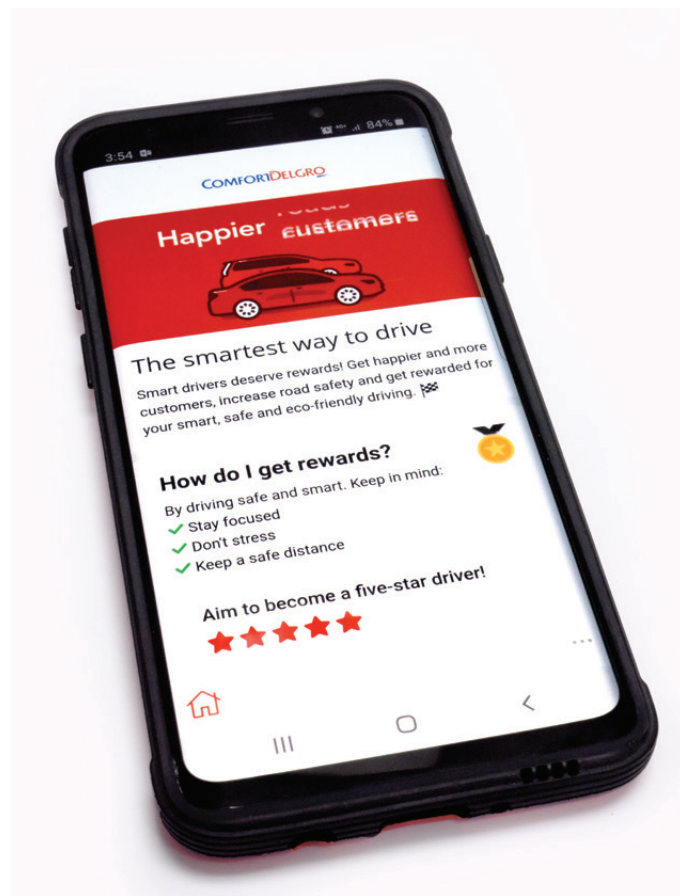 3:54
84%
COMFORTDELGRO
Happier customers
The smartest way to drive
Smart drivers deserve rewards! Get happier and more
customers, increase road safety and get rewarded for
your smart, safe and eco-friendly driving.
How do I get rewards?
By driving safe and smart. Keep in mind:
Stay focused
Don't stress
Keep a safe distance
Aim to become a five-star driver!